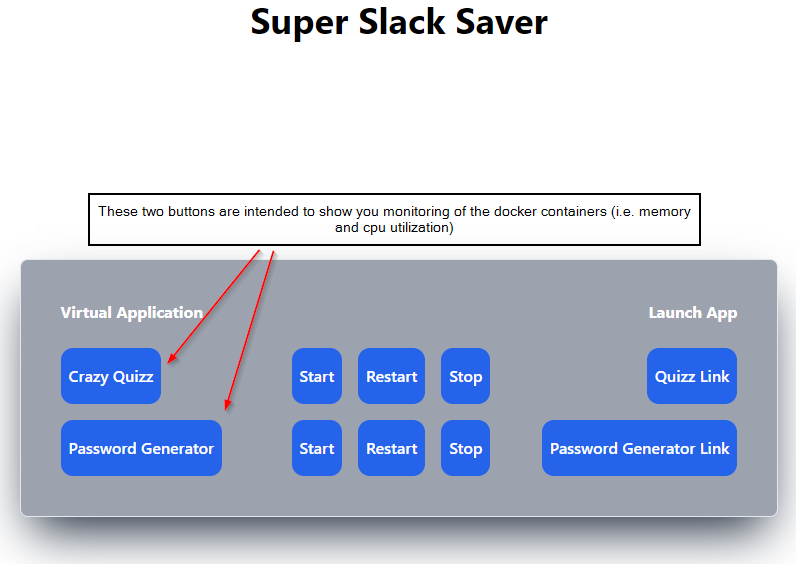 Super Slack Saver
These two buttons are intended to show you monitoring of the docker containers (i.e. memory
and cpu utilization)
Virtual Application
Launch App
Crazy Quizz
Start
Restart
Stop
Quizz Link
Password Generator
Start
Restart
Stop
Password Generator Link